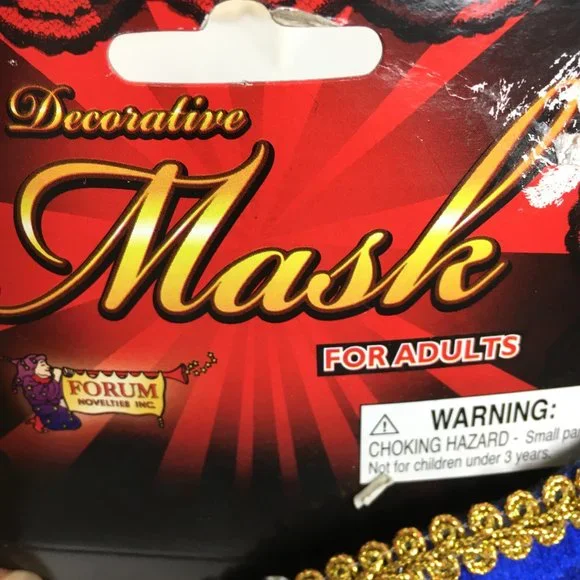 Decorative
Mask
FOR ADULTS
FORUM
NOVELTIES INC.
WARNING:
CHOKING HAZARD - Small
Not for children under 3 years.